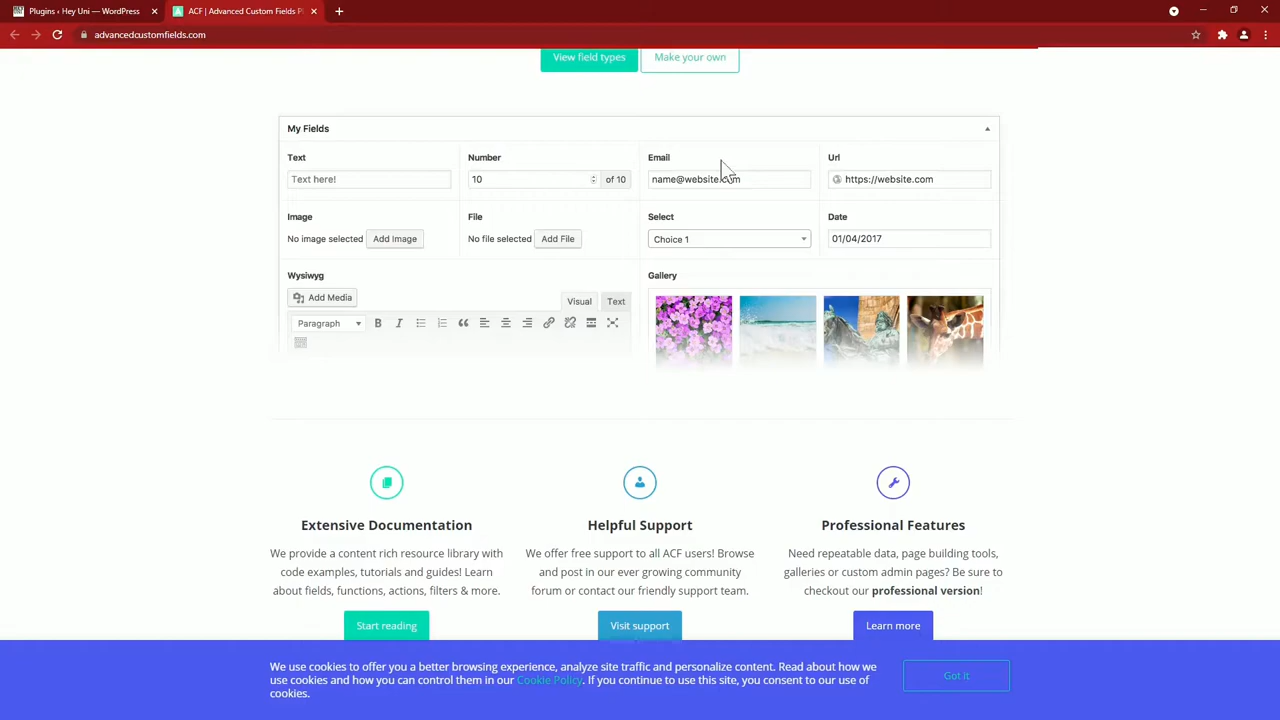 Plugins ‹ Hey Uni — WordPress
ACF | Advanced Custom Fields P
advancedcustomfields.com
View field types
Make your own
My Fields
Text
Number
Email
Url
Text here!
10
of 10
name@website.com
https://website.com
Image
File
Select
Date
No image selected
Add Image
No file selected
Add File
Choice 1
01/04/2017
Wysiwyg
Gallery
Add Media
Visual
Text
Paragraph
Extensive Documentation
We provide a content rich resource library with
code examples, tutorials and guides! Learn
about fields, functions, actions, filters & more.
Start reading
Helpful Support
We offer free support to all ACF users! Browse
and post in our ever growing community
forum or contact our friendly support team.
Visit support
Professional Features
Need repeatable data, page building tools,
galleries or custom admin pages? Be sure to
checkout our professional version!
Learn more
We use cookies to offer you a better browsing experience, analyze site traffic and personalize content. Read about how we
use cookies and how you can control them in our Cookie Policy. If you continue to use this site, you consent to our use of
cookies.
Got it